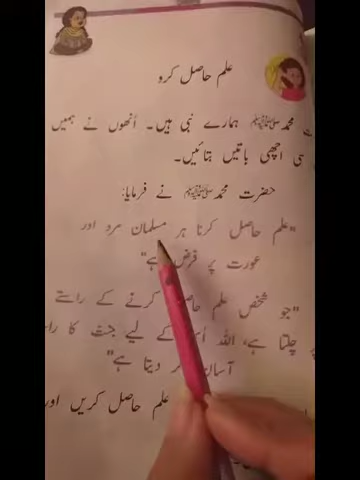 علم حاصل کرو
محمد ﷺ ہمارے نبی ہیں۔ اُنھوں نے ہمیں
سی اچھی باتیں بتائیں۔
حضرت محمد ﷺ نے فرمایا:
"علم حاصل کرنا ہر مسلمان مرد اور
عورت پر فرض ہے"
"جو شخص علم حاصل کرنے کے راستے
چلتا ہے، اللہ کے لیے جنت کا
آسان کر دیتا ہے"
علم حاصل کریں اور